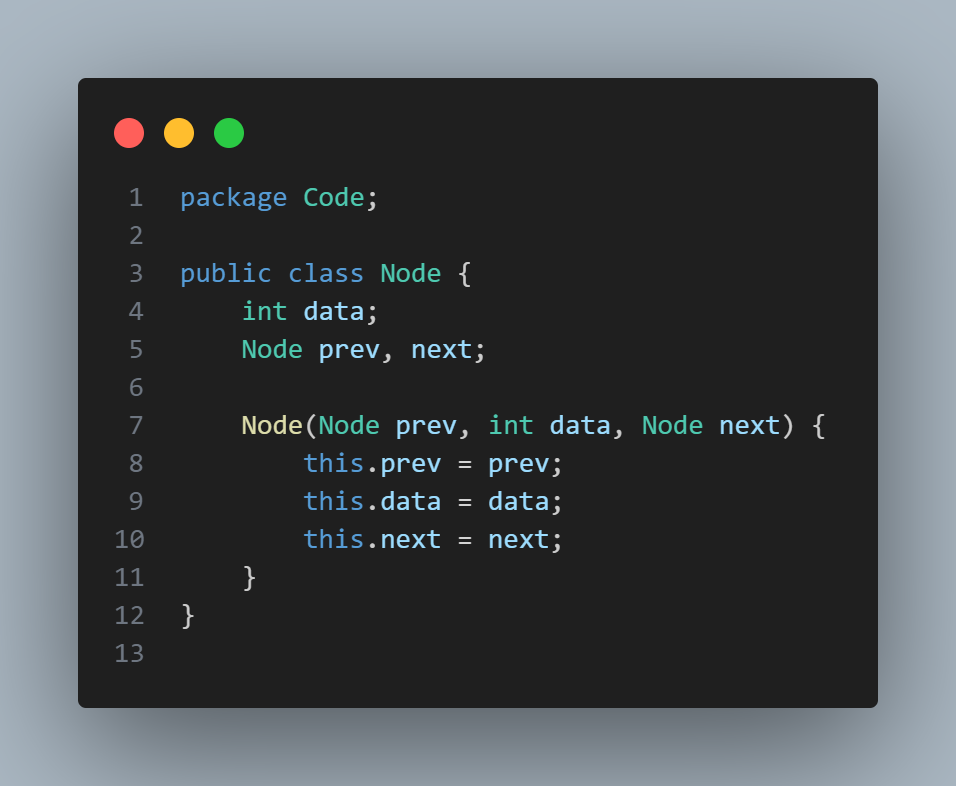 1 package Code;
2
3 public class Node {
4     int data;
5     Node prev, next;
6
7     Node(Node prev, int data, Node next) {
8         this.prev = prev;
9         this.data = data;
10         this.next = next;
11     }
12 }
13